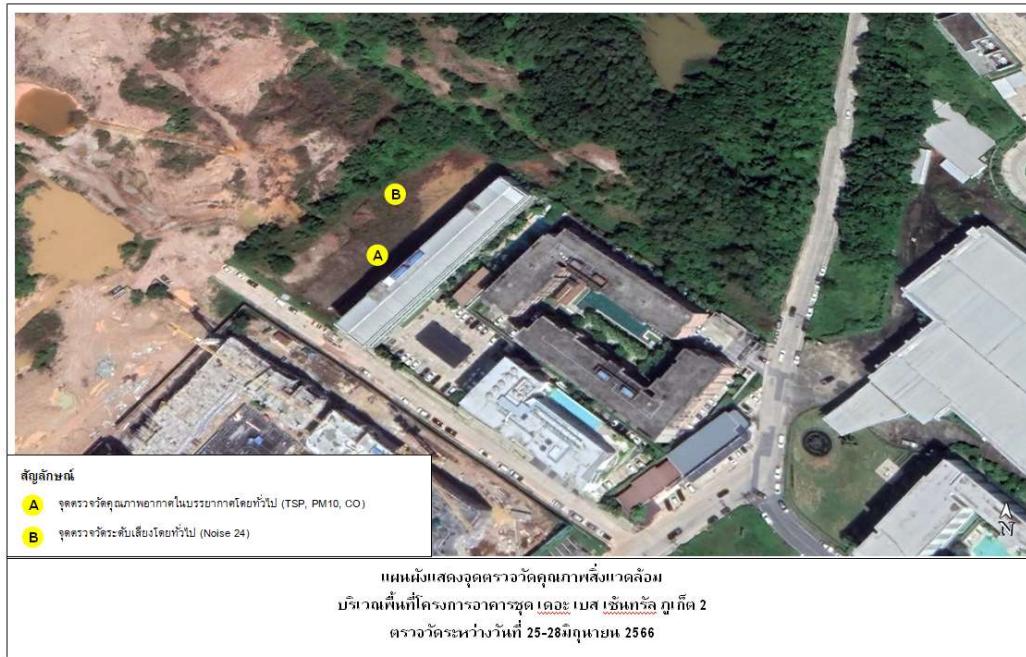 A
B
สัญลักษณ์
A จุดตรวจวัดคุณภาพอากาศในบรรยากาศโดยทั่วไป (TSP, PM10, CO)
B จุดตรวจวัดระดับเสียงโดยทั่วไป (Noise 24)
N
แผนผังแสดงจุดตรวจวัดคุณภาพสิ่งแวดล้อม
บริเวณพื้นที่โครงการอาคารชุด เดอะ เบส เซ็นทรัล ภูเก็ต 2
ตรวจวัดระหว่างวันที่ 25-28มิถุนายน 2566